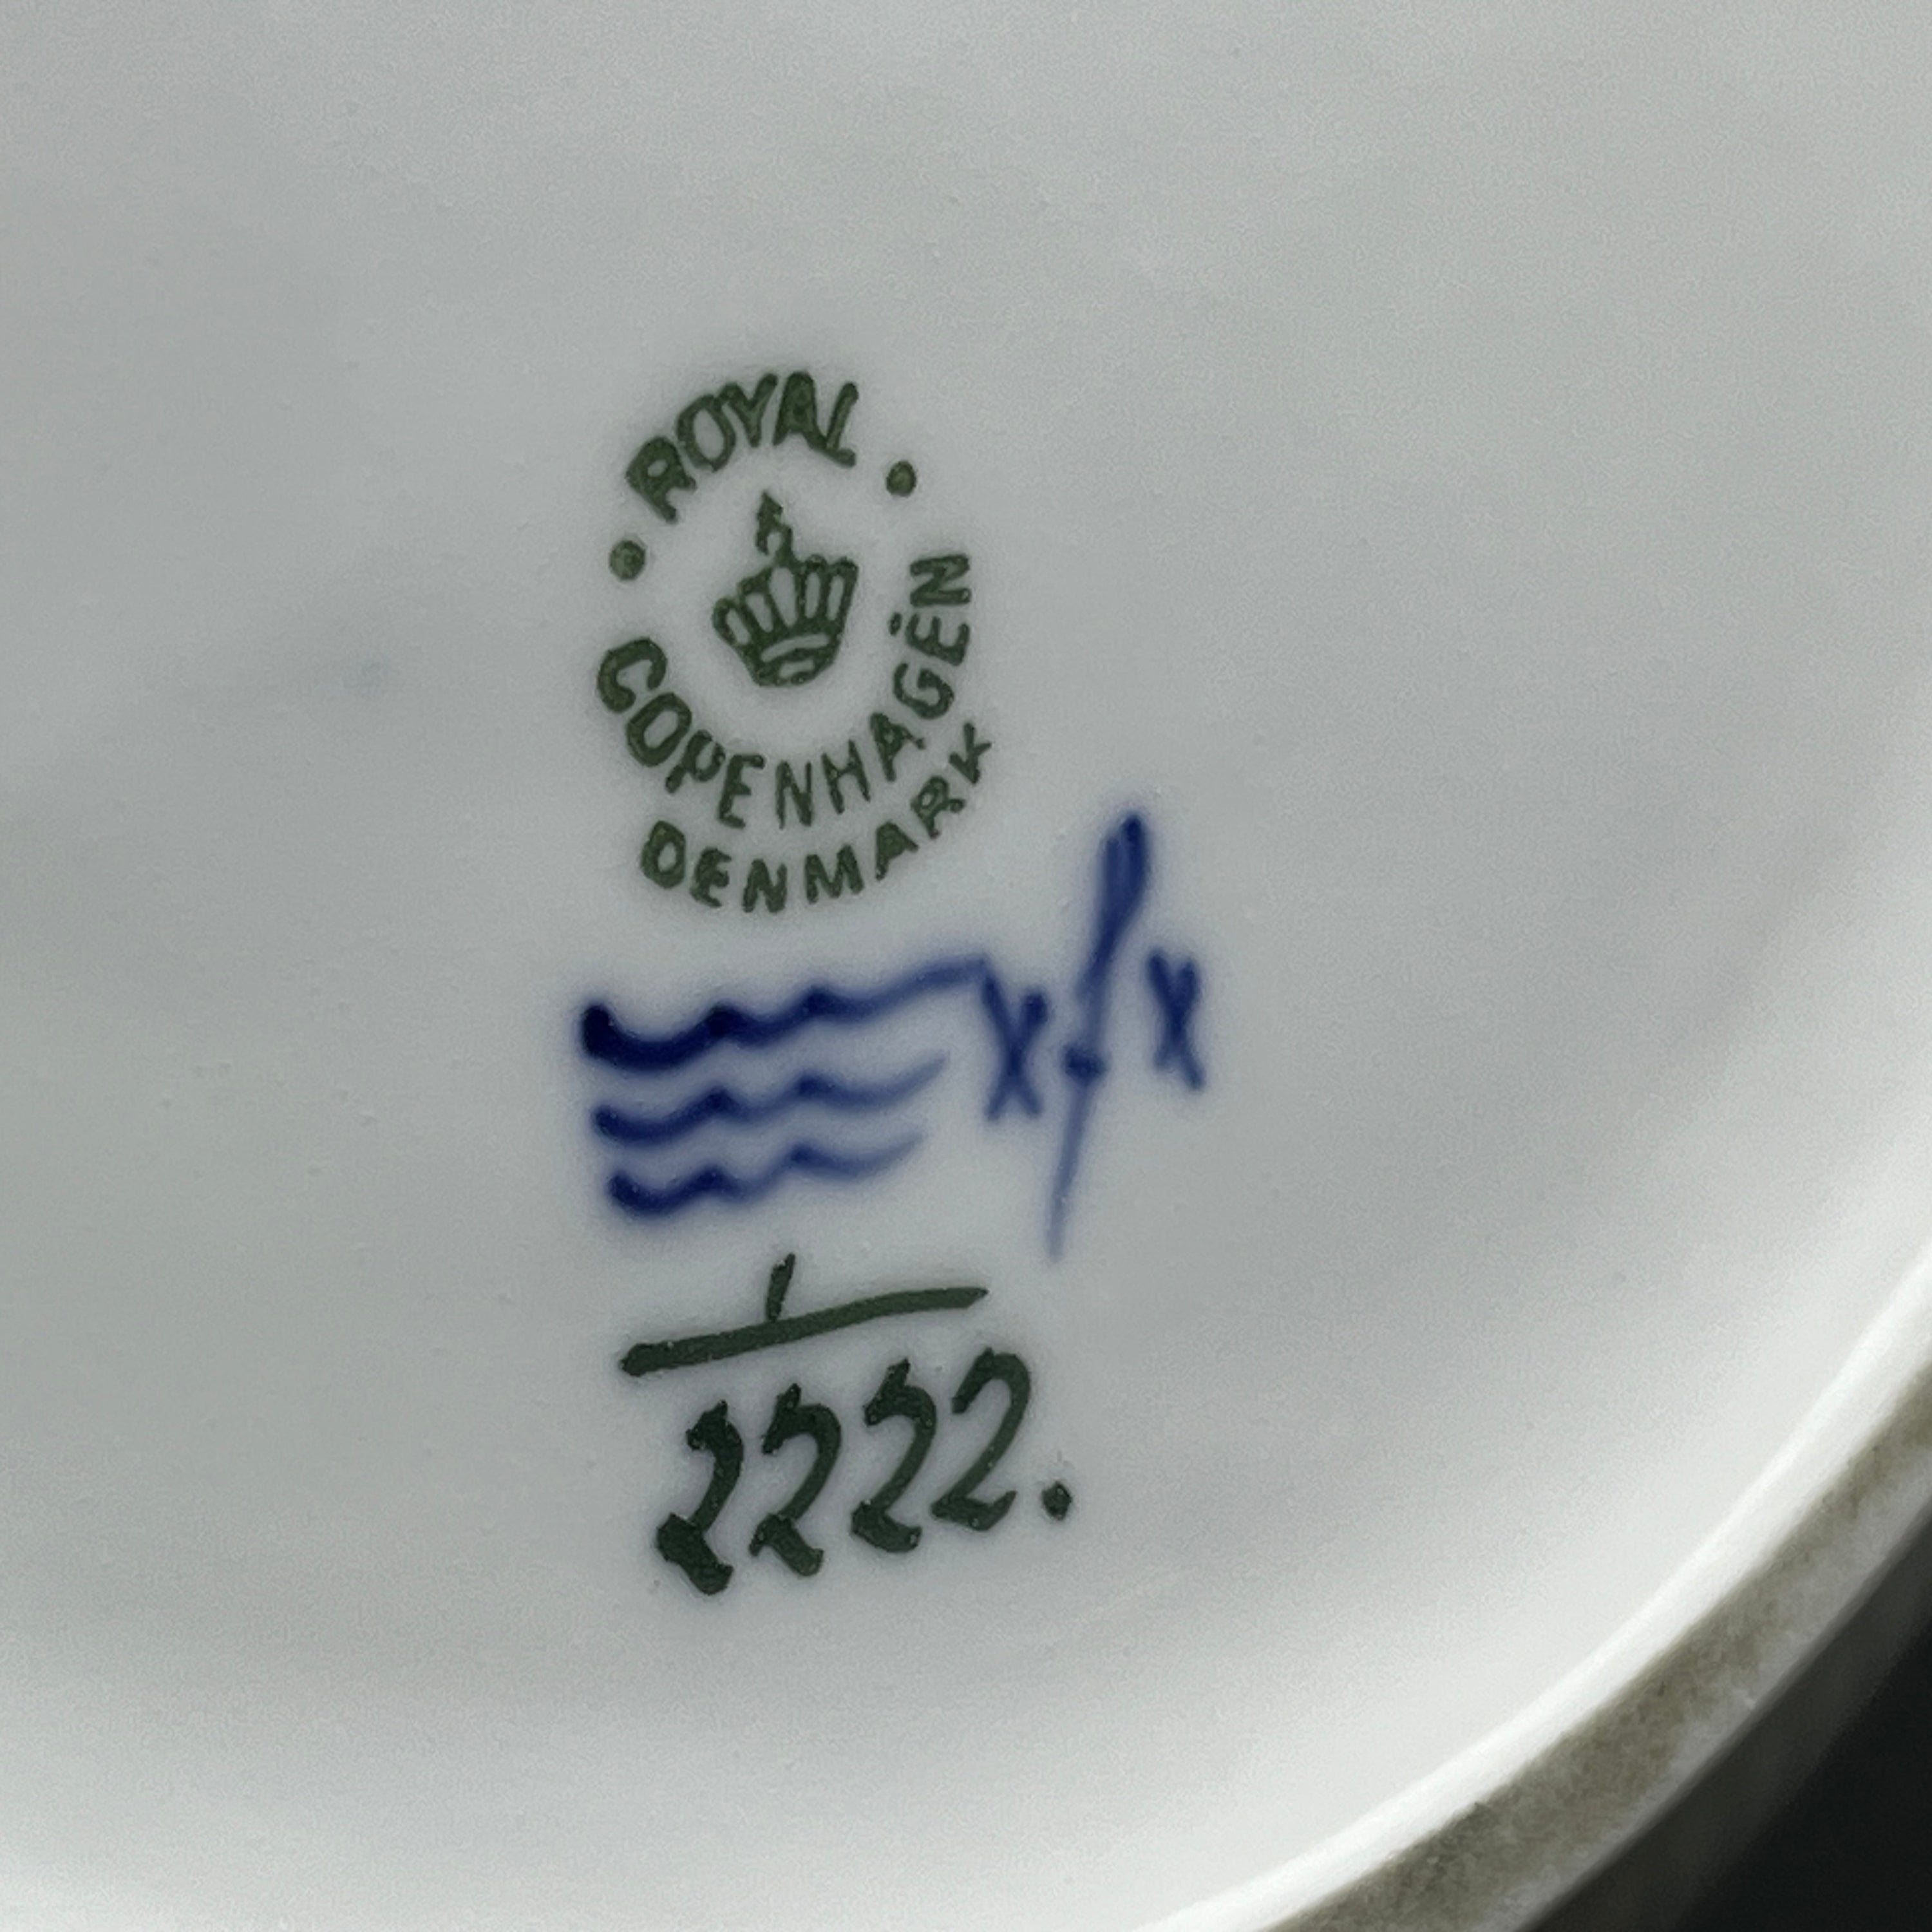 ROYAL
COPENHAGEN
DENMARK
x f x
1
2222.